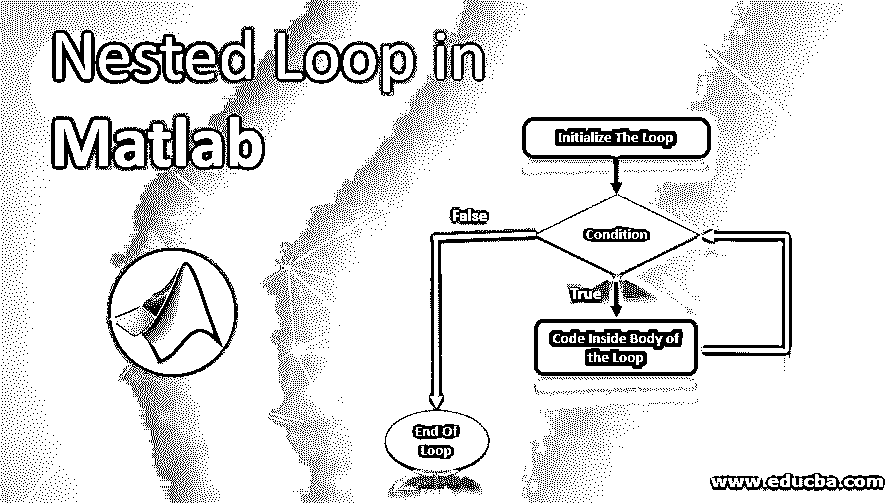 Nested Loop in
Matlab
Initialize The Loop
False
Condition
True
Code Inside Body of
the Loop
End Of
Loop
www.educba.com